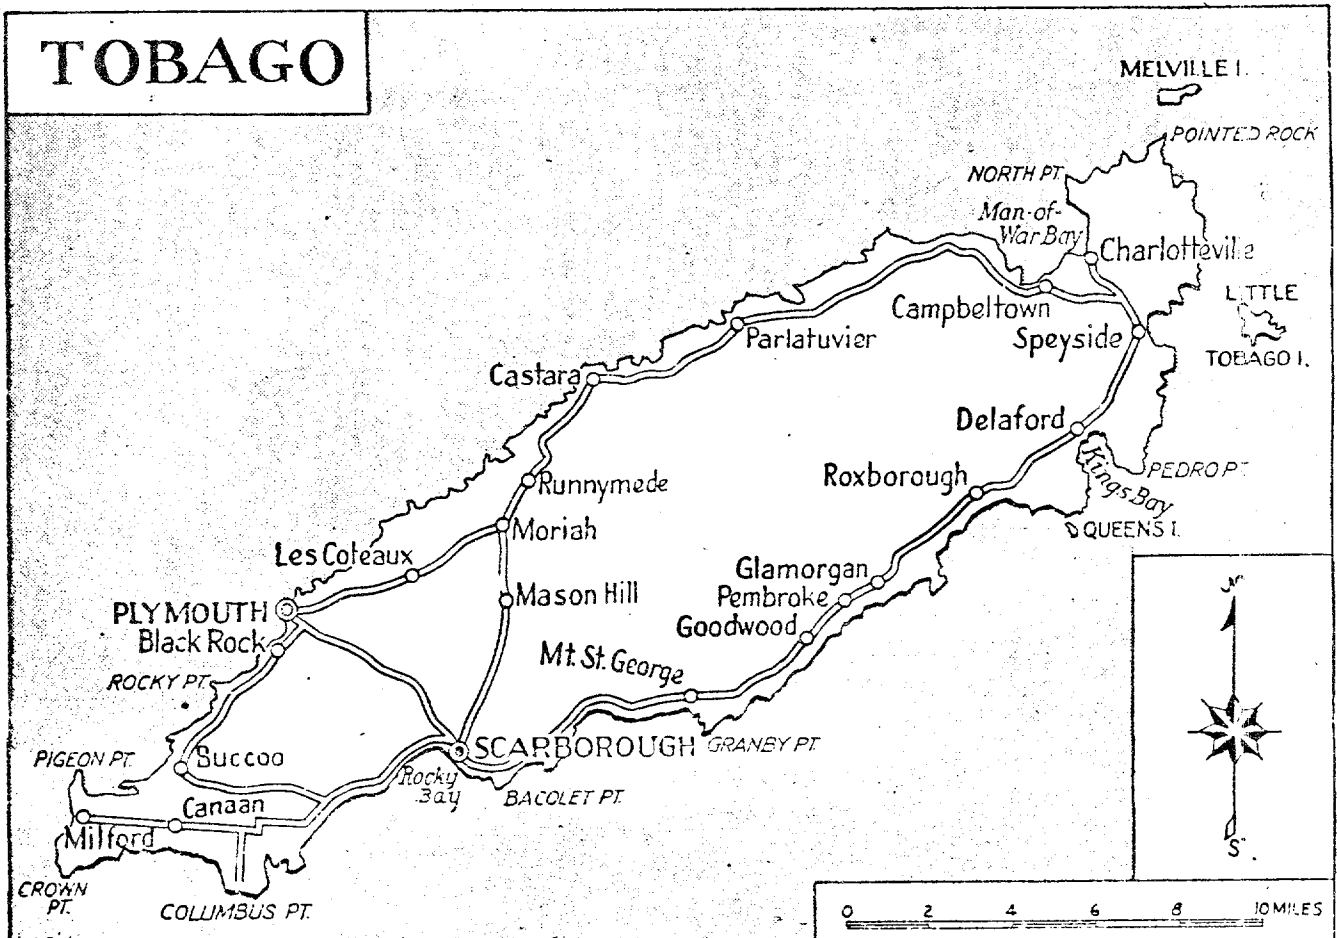 TOBAGO
MELVILLE I.
POINTED ROCK
NORTH PT.
Man-of-
War Bay
Charlotteville
LITTLE
TOBAGO I.
Campbeltown
Speyside
Parlatuvier
Castara
Delaford
Kings Bay
PEDRO PT.
Roxborough
QUEENS I.
Runnymede
Moriah
Les Coteaux
Glamorgan
Mason Hill
Pembroke
PLYMOUTH
Goodwood
Black Rock
Mt. St. George
ROCKY PT.
SCARBOROUGH
GRANBY PT.
PIGEON PT.
Succoo
Rocky
Bay
BACOLET PT.
Canaan
Milford
CROWN
PT.
COLUMBUS PT.
N
S
0 2 4 6 8 10 MILES